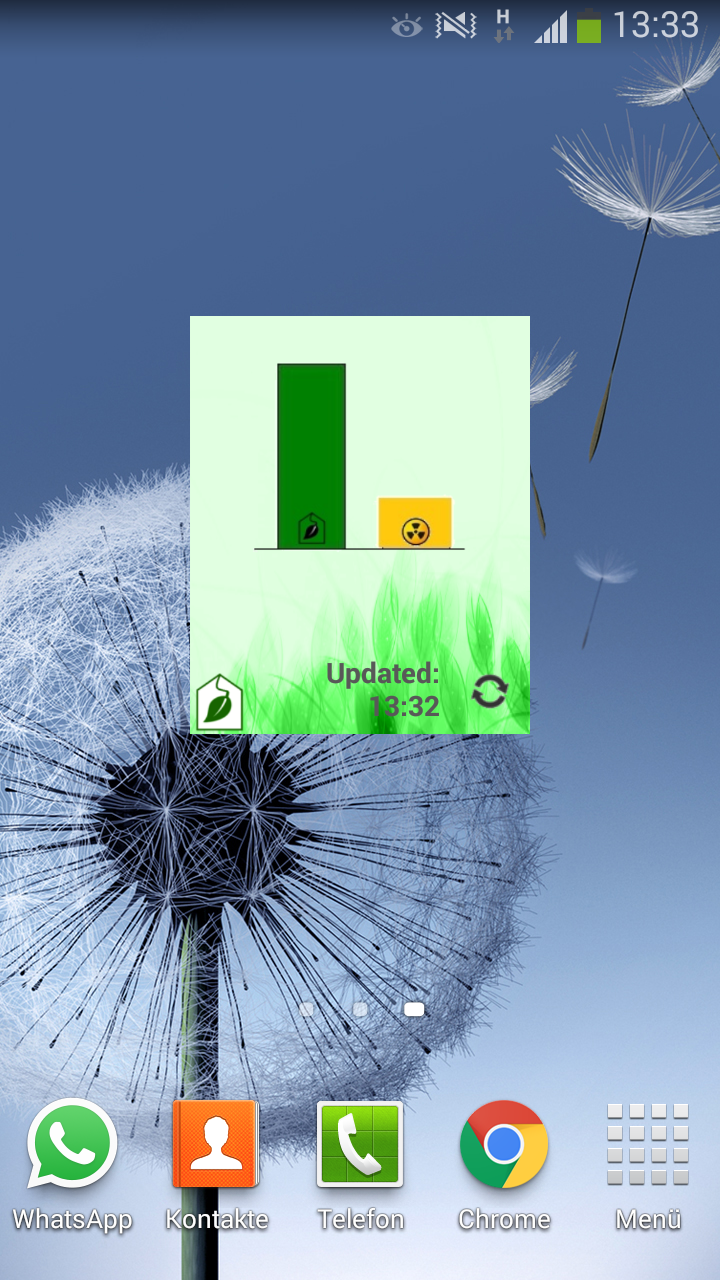 H
13:33
Updated:
13:32
WhatsApp
Kontakte
Telefon
Chrome
Menü